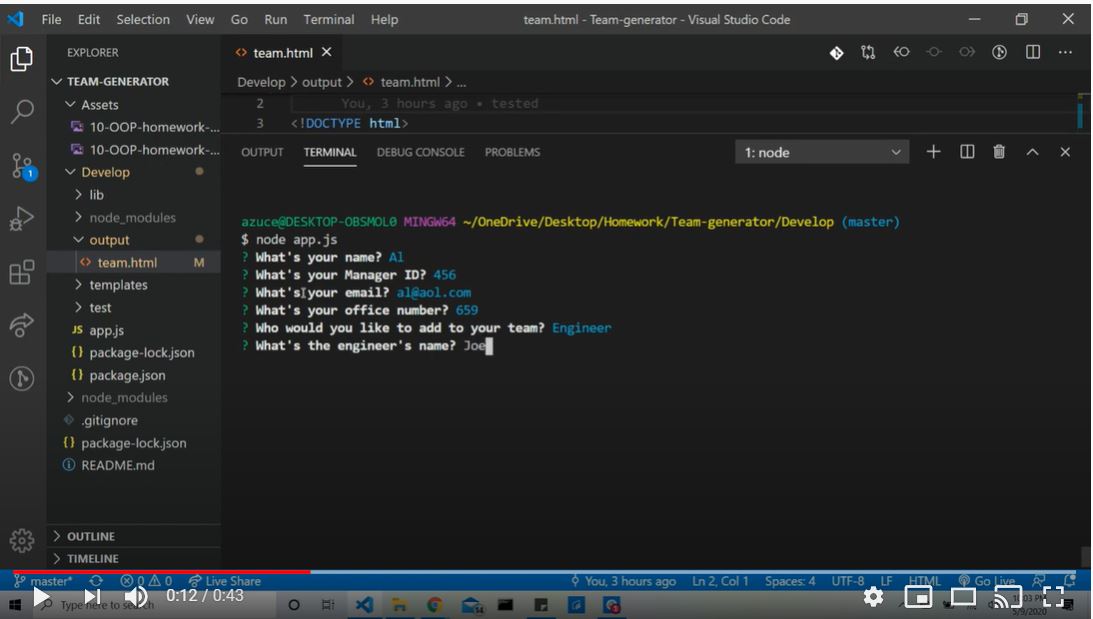 File Edit Selection View Go Run Terminal Help
team.html - Team-generator - Visual Studio Code
EXPLORER
TEAM-GENERATOR
Assets
10-OOP-homework-...
10-OOP-homework-...
Develop
lib
node_modules
output
team.html M
templates
test
JS app.js
{} package-lock.json
{} package.json
node_modules
.gitignore
{} package-lock.json
README.md
OUTLINE
TIMELINE
1
team.html
Develop > output > team.html > ...
2 You, 3 hours ago • tested
3 <!DOCTYPE html>
OUTPUT TERMINAL DEBUG CONSOLE PROBLEMS
1: node
azuce@DESKTOP-OBSMOL0 MINGW64 ~/OneDrive/Desktop/Homework/Team-generator/Develop (master)
$ node app.js
? What's your name? Al
? What's your Manager ID? 456
? What's your email? al@aol.com
? What's your office number? 659
? Who would you like to add to your team? Engineer
? What's the engineer's name? Joe
master* 0 0 Live Share
You, 3 hours ago Ln 2, Col 1 Spaces: 4 UTF-8 LF HTML Go Live
Type here to search
0:12 / 0:43
5/9/2020